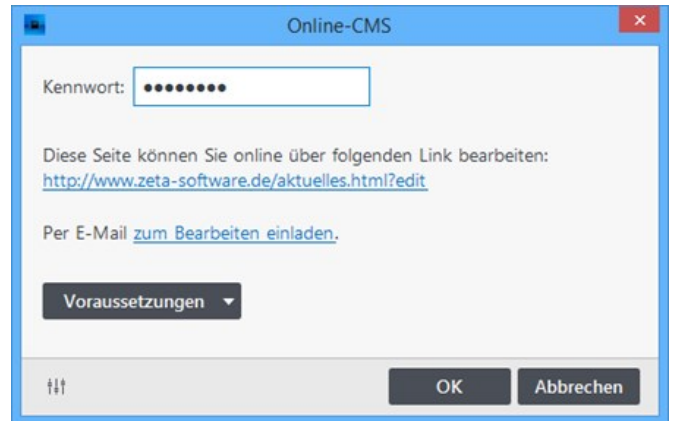 Online-CMS
Kennwort: ●●●●●●●●
Diese Seite können Sie online über folgenden Link bearbeiten:
http://www.zeta-software.de/aktuelles.html?edit
Per E-Mail zum Bearbeiten einladen.
Voraussetzungen
OK Abbrechen